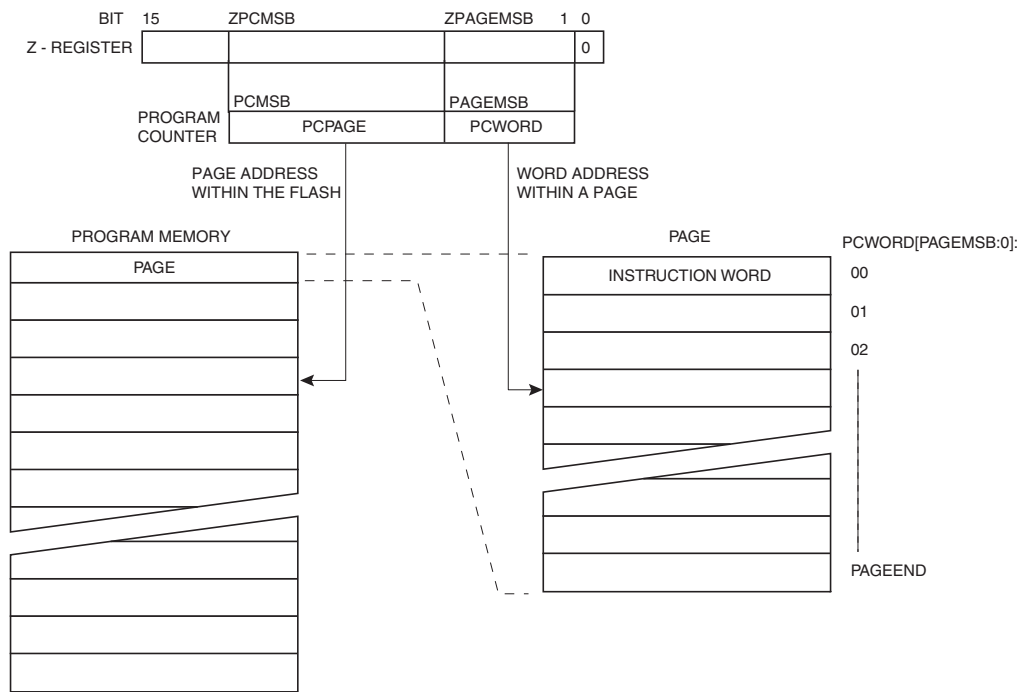 BIT 15 ZPCMSB ZPAGEMSB 1 0
Z - REGISTER 0
PCMSB PAGEMSB
PROGRAM
COUNTER
PCPAGE PCWORD
PAGE ADDRESS
WITHIN THE FLASH
WORD ADDRESS
WITHIN A PAGE
PROGRAM MEMORY
PAGE
PAGE
INSTRUCTION WORD
PCWORD[PAGEMSB:0]:
00
01
02
PAGEEND